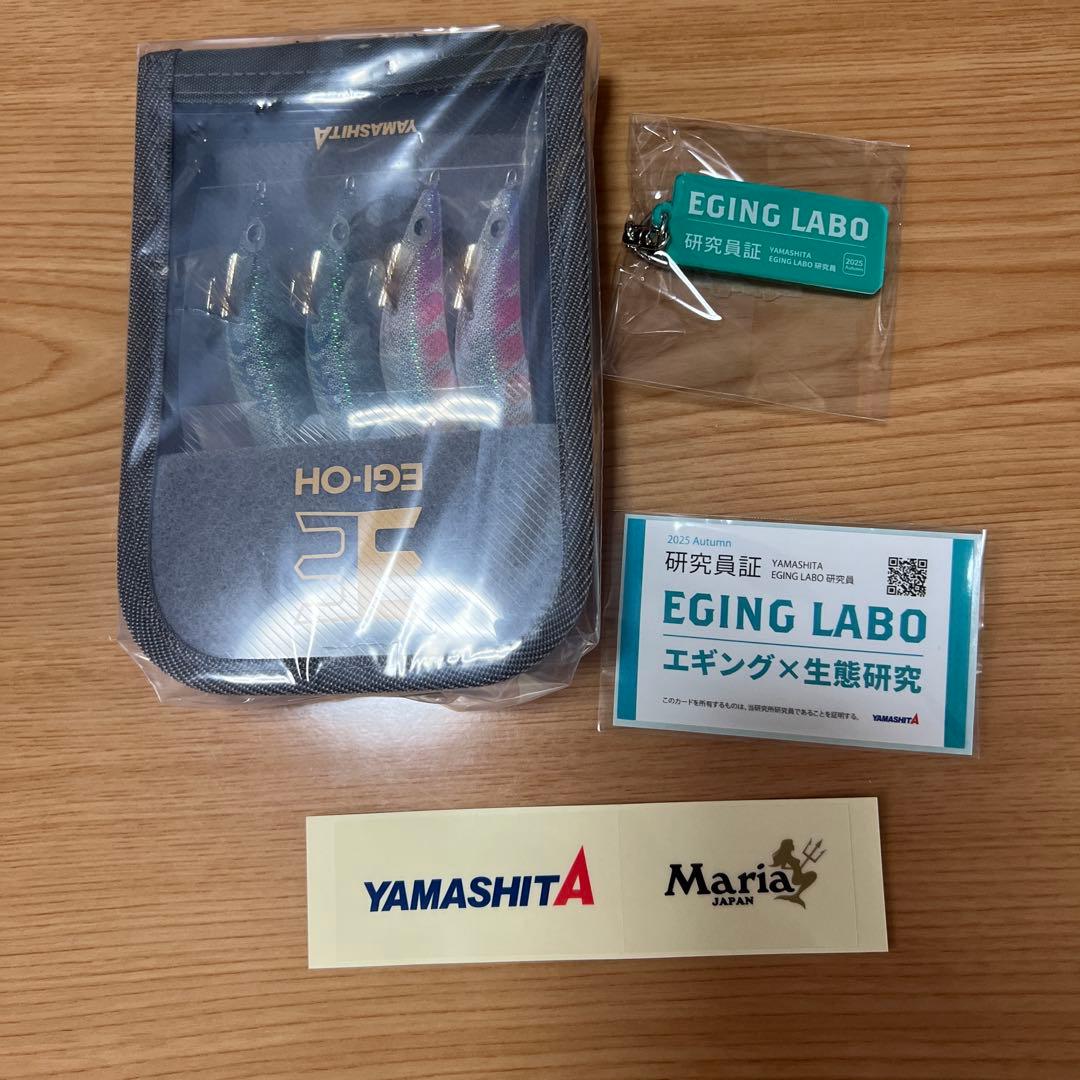 YAMASHITA
EGI-OH
EGING LABO
研究員証
YAMASHITA
EGING LABO 研究員
2025
Autumn
2025 Autumn
研究員証
YAMASHITA
EGING LABO 研究員
EGING LABO
エギング×生態研究
このカードを所有するものは、当研究所研究員であることを証明する。
YAMASHITA
YAMASHITA
Maria
JAPAN